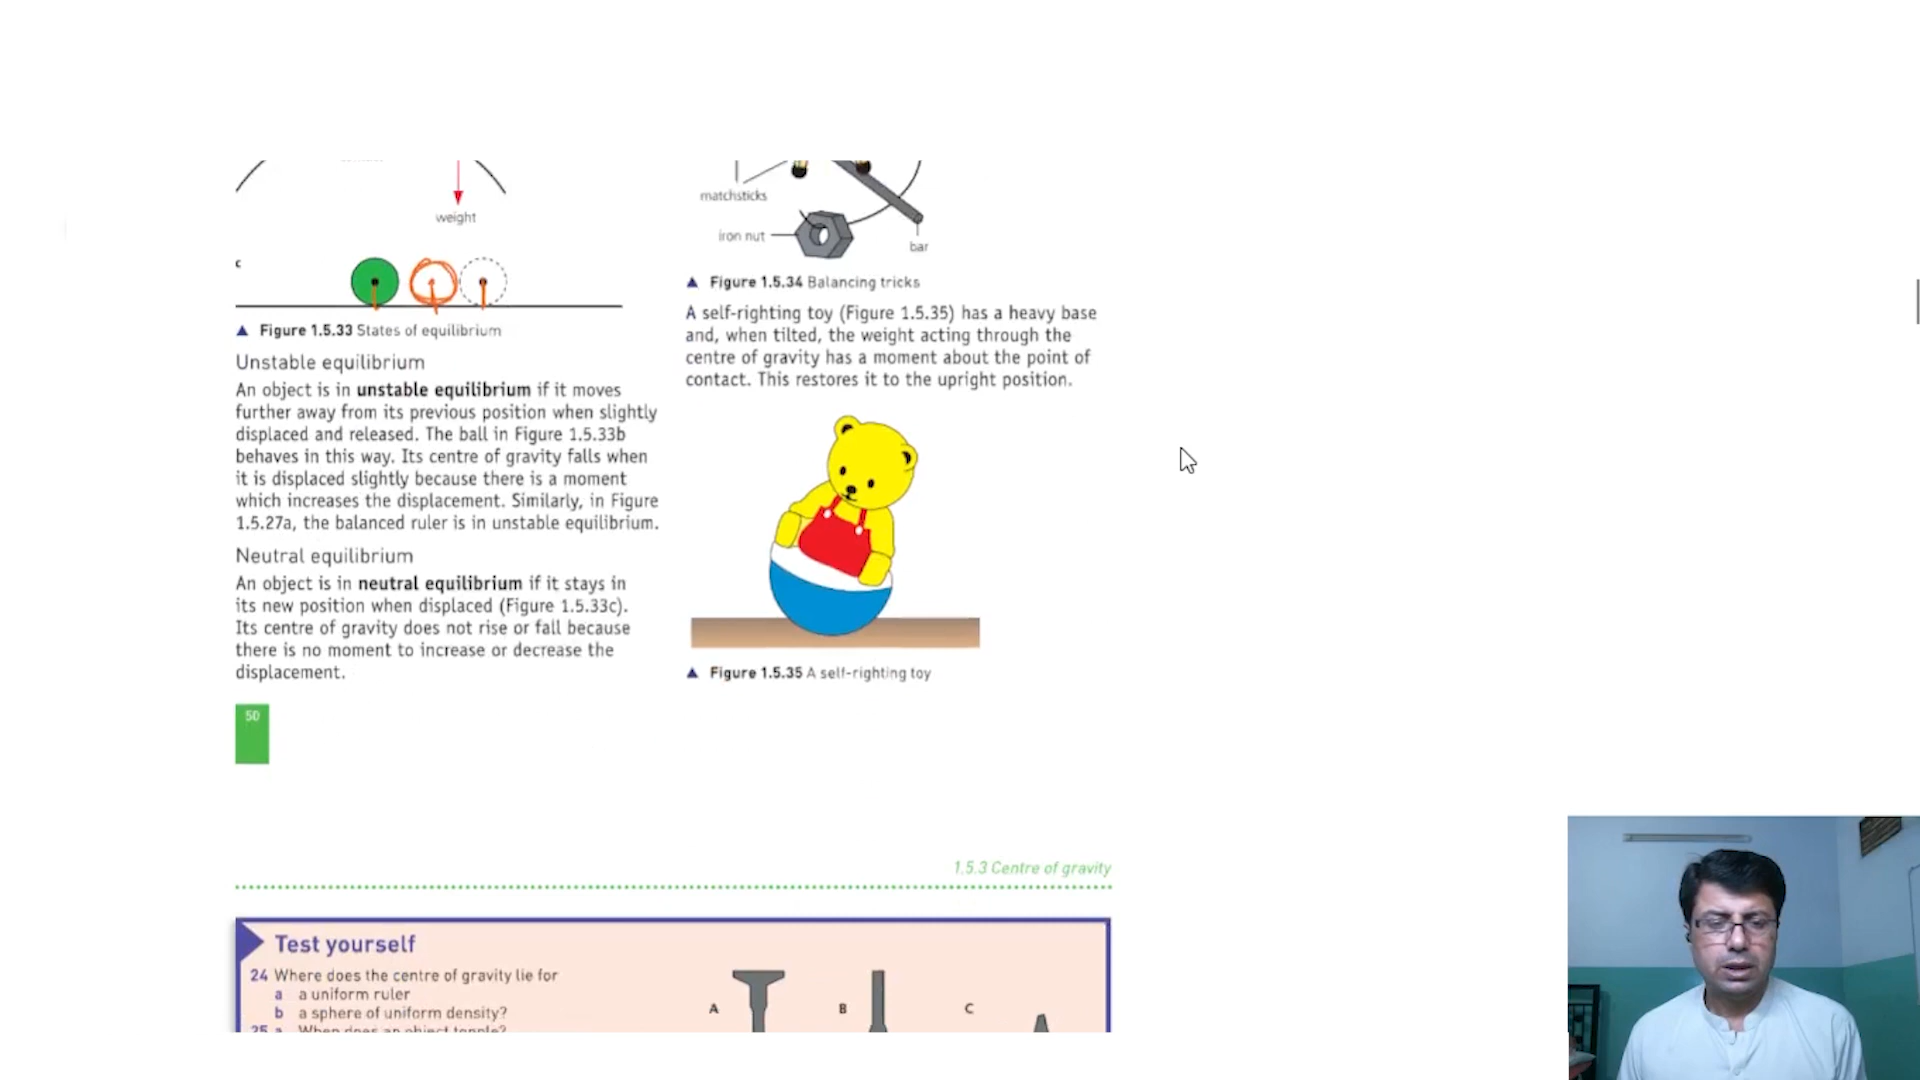 weight
c
▲ Figure 1.5.33 States of equilibrium
Unstable equilibrium
An object is in unstable equilibrium if it moves
further away from its previous position when slightly
displaced and released. The ball in Figure 1.5.33b
behaves in this way. Its centre of gravity falls when
it is displaced slightly because there is a moment
which increases the displacement. Similarly, in Figure
1.5.27a, the balanced ruler is in unstable equilibrium.
Neutral equilibrium
An object is in neutral equilibrium if it stays in
its new position when displaced (Figure 1.5.33c).
Its centre of gravity does not rise or fall because
there is no moment to increase or decrease the
displacement.
50
matchsticks
iron nut
bar
▲ Figure 1.5.34 Balancing tricks
A self-righting toy (Figure 1.5.35) has a heavy base
and, when tilted, the weight acting through the
centre of gravity has a moment about the point of
contact. This restores it to the upright position.
▲ Figure 1.5.35 A self-righting toy
1.5.3 Centre of gravity
Test yourself
24 Where does the centre of gravity lie for
a a uniform ruler
b a sphere of uniform density?
25 a When does an object topple?
A B C